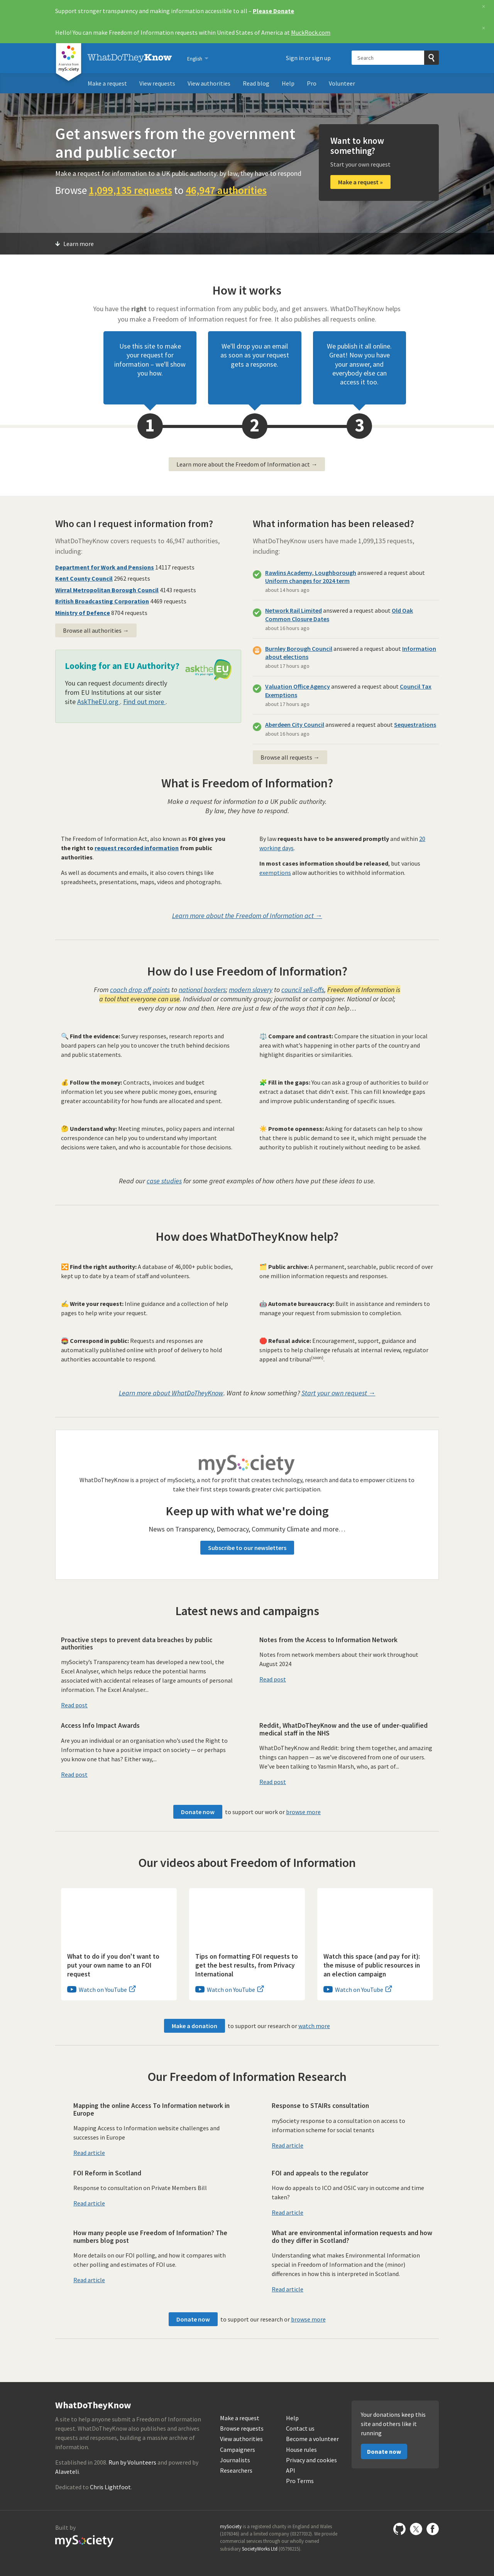 Support stronger transparency and making information accessible to all – Please Donate
×
Hello! You can make Freedom of Information requests within United States of America at MuckRock.com
×
A service from mySociety
WhatDoTheyKnow
English
Sign in or sign up
Search
Make a request
View requests
View authorities
Read blog
Help
Pro
Volunteer
Get answers from the government
and public sector
Make a request for information to a UK public authority: by law, they have to respond
Browse 1,099,135 requests to 46,947 authorities
Want to know
something?
Start your own request
Make a request »
Learn more
How it works
You have the right to request information from any public body, and get answers. WhatDoTheyKnow helps
you make a Freedom of Information request for free. It also publishes all requests online.
Use this site to make
your request for
information – we'll show
you how.
We'll drop you an email
as soon as your request
gets a response.
We publish it all online.
Great! Now you have
your answer, and
everybody else can
access it too.
1
2
3
Learn more about the Freedom of Information act →
Who can I request information from?
WhatDoTheyKnow covers requests to 46,947 authorities,
including:
Department for Work and Pensions 14117 requests
Kent County Council 2962 requests
Wirral Metropolitan Borough Council 4143 requests
British Broadcasting Corporation 4469 requests
Ministry of Defence 8704 requests
Browse all authorities →
Looking for an EU Authority?
asktheEU
You can request documents directly
from EU Institutions at our sister
site AskTheEU.org . Find out more .
What information has been released?
WhatDoTheyKnow users have made 1,099,135 requests,
including:
Rawlins Academy, Loughborough answered a request about
Uniform changes for 2024 term
about 14 hours ago
Network Rail Limited answered a request about Old Oak
Common Closure Dates
about 16 hours ago
Burnley Borough Council answered a request about Information
about elections
about 17 hours ago
Valuation Office Agency answered a request about Council Tax
Exemptions
about 17 hours ago
Aberdeen City Council answered a request about Sequestrations
about 18 hours ago
Browse all requests →
What is Freedom of Information?
Make a request for information to a UK public authority.
By law, they have to respond.
The Freedom of Information Act, also known as FOI gives you
the right to request recorded information from public
authorities.
As well as documents and emails, it also covers things like
spreadsheets, presentations, maps, videos and photographs.
By law requests have to be answered promptly and within 20
working days.
In most cases information should be released, but various
exemptions allow authorities to withhold information.
Learn more about the Freedom of Information act →
How do I use Freedom of Information?
From coach drop off points to national borders; modern slavery to council sell-offs, Freedom of Information is
a tool that everyone can use. Individual or community group; journalist or campaigner. National or local;
every day or now and then. Here are just a few of the ways that it can help…
🔍 Find the evidence: Survey responses, research reports and
board papers can help you to uncover the truth behind decisions
and public statements.
⚖️ Compare and contrast: Compare the situation in your local
area with what's happening in other parts of the country and
highlight disparities or similarities.
💰 Follow the money: Contracts, invoices and budget
information let you see where public money goes, ensuring
greater accountability for how funds are allocated and spent.
🧩 Fill in the gaps: You can ask a group of authorities to build or
extract a dataset that didn't exist. This can fill knowledge gaps
and improve public understanding of specific issues.
🤔 Understand why: Meeting minutes, policy papers and internal
correspondence can help you to understand why important
decisions were taken, and who is accountable for those decisions.
☀️ Promote openness: Asking for datasets can help to show
that there is public demand to see it, which might persuade the
authority to publish it routinely without needing to be asked.
Read our case studies for some great examples of how others have put these ideas to use.
How does WhatDoTheyKnow help?
🔀 Find the right authority: A database of 46,000+ public bodies,
kept up to date by a team of staff and volunteers.
🗂️ Public archive: A permanent, searchable, public record of over
one million information requests and responses.
✍️ Write your request: Inline guidance and a collection of help
pages to help write your request.
🤖 Automate bureaucracy: Built in assistance and reminders to
manage your request from submission to completion.
Correspond in public: Requests and responses are
automatically published online with proof of delivery to hold
authorities accountable to respond.
🛑 Refusal advice: Encouragement, support, guidance and
snippets to help challenge refusals at internal review, regulator
appeal and tribunal(soon).
Learn more about WhatDoTheyKnow. Want to know something? Start your own request →
mySociety
WhatDoTheyKnow is a project of mySociety, a not for profit that creates technology, research and data to empower citizens to
take their first steps towards greater civic participation.
Keep up with what we're doing
News on Transparency, Democracy, Community Climate and more…
Subscribe to our newsletters
Latest news and campaigns
Proactive steps to prevent data breaches by public
authorities
mySociety's Transparency team has developed a new tool, the
Excel Analyser, which helps reduce the potential harms
associated with accidental releases of large amounts of personal
information. The Excel Analyser...
Read post
Notes from the Access to Information Network
Notes from network members about their work throughout
August 2024
Read post
Access Info Impact Awards
Are you an individual or an organisation who's used the Right to
Information to have a positive impact on society — or perhaps
you know one that has? Either way,...
Read post
Reddit, WhatDoTheyKnow and the use of under-qualified
medical staff in the NHS
WhatDoTheyKnow and Reddit: bring them together, and amazing
things can happen — as we've discovered from one of our users.
We've been talking to Yasmin Marsh, who, as part of...
Read post
Donate now to support our work or browse more
Our videos about Freedom of Information
What to do if you don't want to
put your own name to an FOI
request
Watch on YouTube
Tips on formatting FOI requests to
get the best results, from Privacy
International
Watch on YouTube
Watch this space (and pay for it):
the misuse of public resources in
an election campaign
Watch on YouTube
Make a donation to support our research or watch more
Our Freedom of Information Research
Mapping the online Access To Information network in
Europe
Mapping Access to Information website challenges and
successes in Europe
Read article
Response to STAIRs consultation
mySociety response to a consultation on access to
information scheme for social tenants
Read article
FOI Reform in Scotland
Response to consultation on Private Members Bill
Read article
FOI and appeals to the regulator
How do appeals to ICO and OSIC vary in outcome and time
taken?
Read article
How many people use Freedom of Information? The
numbers blog post
More details on our FOI polling, and how it compares with
other polling and estimates of FOI use.
Read article
What are environmental information requests and how
do they differ in Scotland?
Understanding what makes Environmental Information
special in Freedom of Information and the (minor)
differences in how this is interpreted in Scotland.
Read article
Donate now to support our research or browse more
WhatDoTheyKnow
A site to help anyone submit a Freedom of Information
request. WhatDoTheyKnow also publishes and archives
requests and responses, building a massive archive of
information.
Established in 2008. Run by Volunteers and powered by
Alaveteli.
Dedicated to Chris Lightfoot.
Make a request
Browse requests
View authorities
Campaigners
Journalists
Researchers
Help
Contact us
Become a volunteer
House rules
Privacy and cookies
API
Pro Terms
Your donations keep this
site and others like it
running
Donate now
Built by
mySociety
mySociety is a registered charity in England and Wales
(1076346) and a limited company (03277032). We provide
commercial services through our wholly owned
subsidiary SocietyWorks Ltd (05798215).